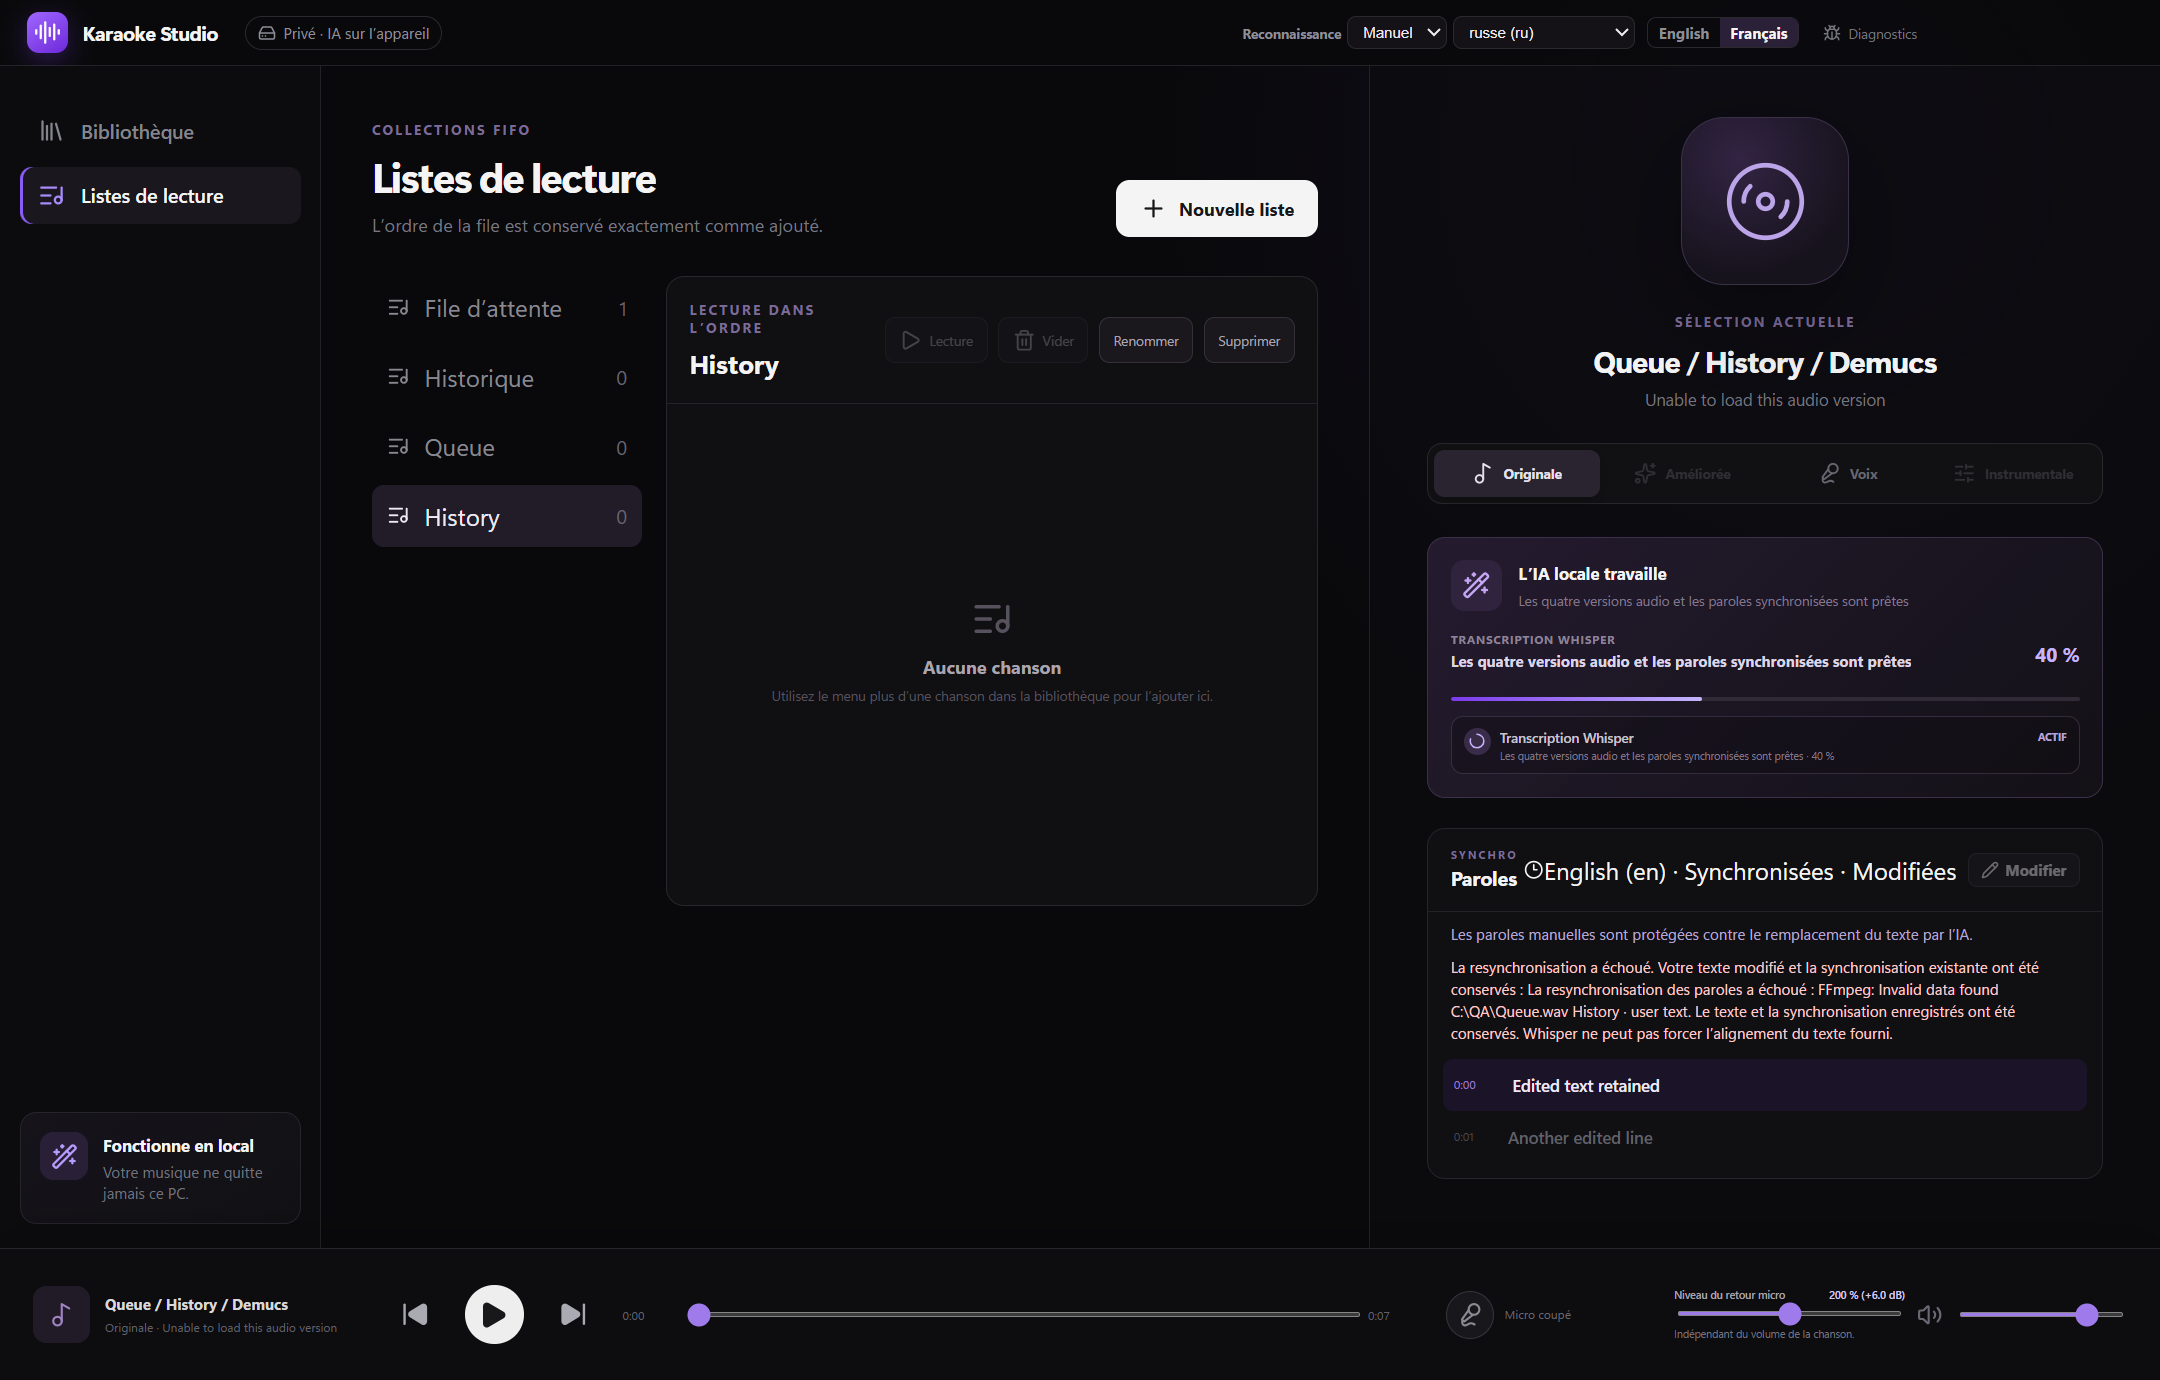 Karaoke Studio
Privé · IA sur l’appareil
Reconnaissance
Manuel
russe (ru)
English
Français
Diagnostics
Bibliothèque
Listes de lecture
COLLECTIONS FIFO
Listes de lecture
L’ordre de la file est conservé exactement comme ajouté.
Nouvelle liste
File d’attente 1
Historique 0
Queue 0
History 0
LECTURE DANS
L’ORDRE
History
Lecture
Vider
Renommer
Supprimer
Aucune chanson
Utilisez le menu plus d’une chanson dans la bibliothèque pour l’ajouter ici.
Fonctionne en local
Votre musique ne quitte
jamais ce PC.
SÉLECTION ACTUELLE
Queue / History / Demucs
Unable to load this audio version
Originale
Améliorée
Voix
Instrumentale
L’IA locale travaille
Les quatre versions audio et les paroles synchronisées sont prêtes
TRANSCRIPTION WHISPER
Les quatre versions audio et les paroles synchronisées sont prêtes
40 %
Transcription Whisper
ACTIF
Les quatre versions audio et les paroles synchronisées sont prêtes · 40 %
SYNCHRO
Paroles
English (en) · Synchronisées · Modifiées
Modifier
Les paroles manuelles sont protégées contre le remplacement du texte par l’IA.
La resynchronisation a échoué. Votre texte modifié et la synchronisation existante ont été
conservés : La resynchronisation des paroles a échoué : FFmpeg: Invalid data found
C:\QA\Queue.wav History · user text. Le texte et la synchronisation enregistrés ont été
conservés. Whisper ne peut pas forcer l’alignement du texte fourni.
0:00 Edited text retained
0:01 Another edited line
Queue / History / Demucs
Originale · Unable to load this audio version
0:00
0:07
Micro coupé
Niveau du retour micro
200 % (+6.0 dB)
Indépendant du volume de la chanson.